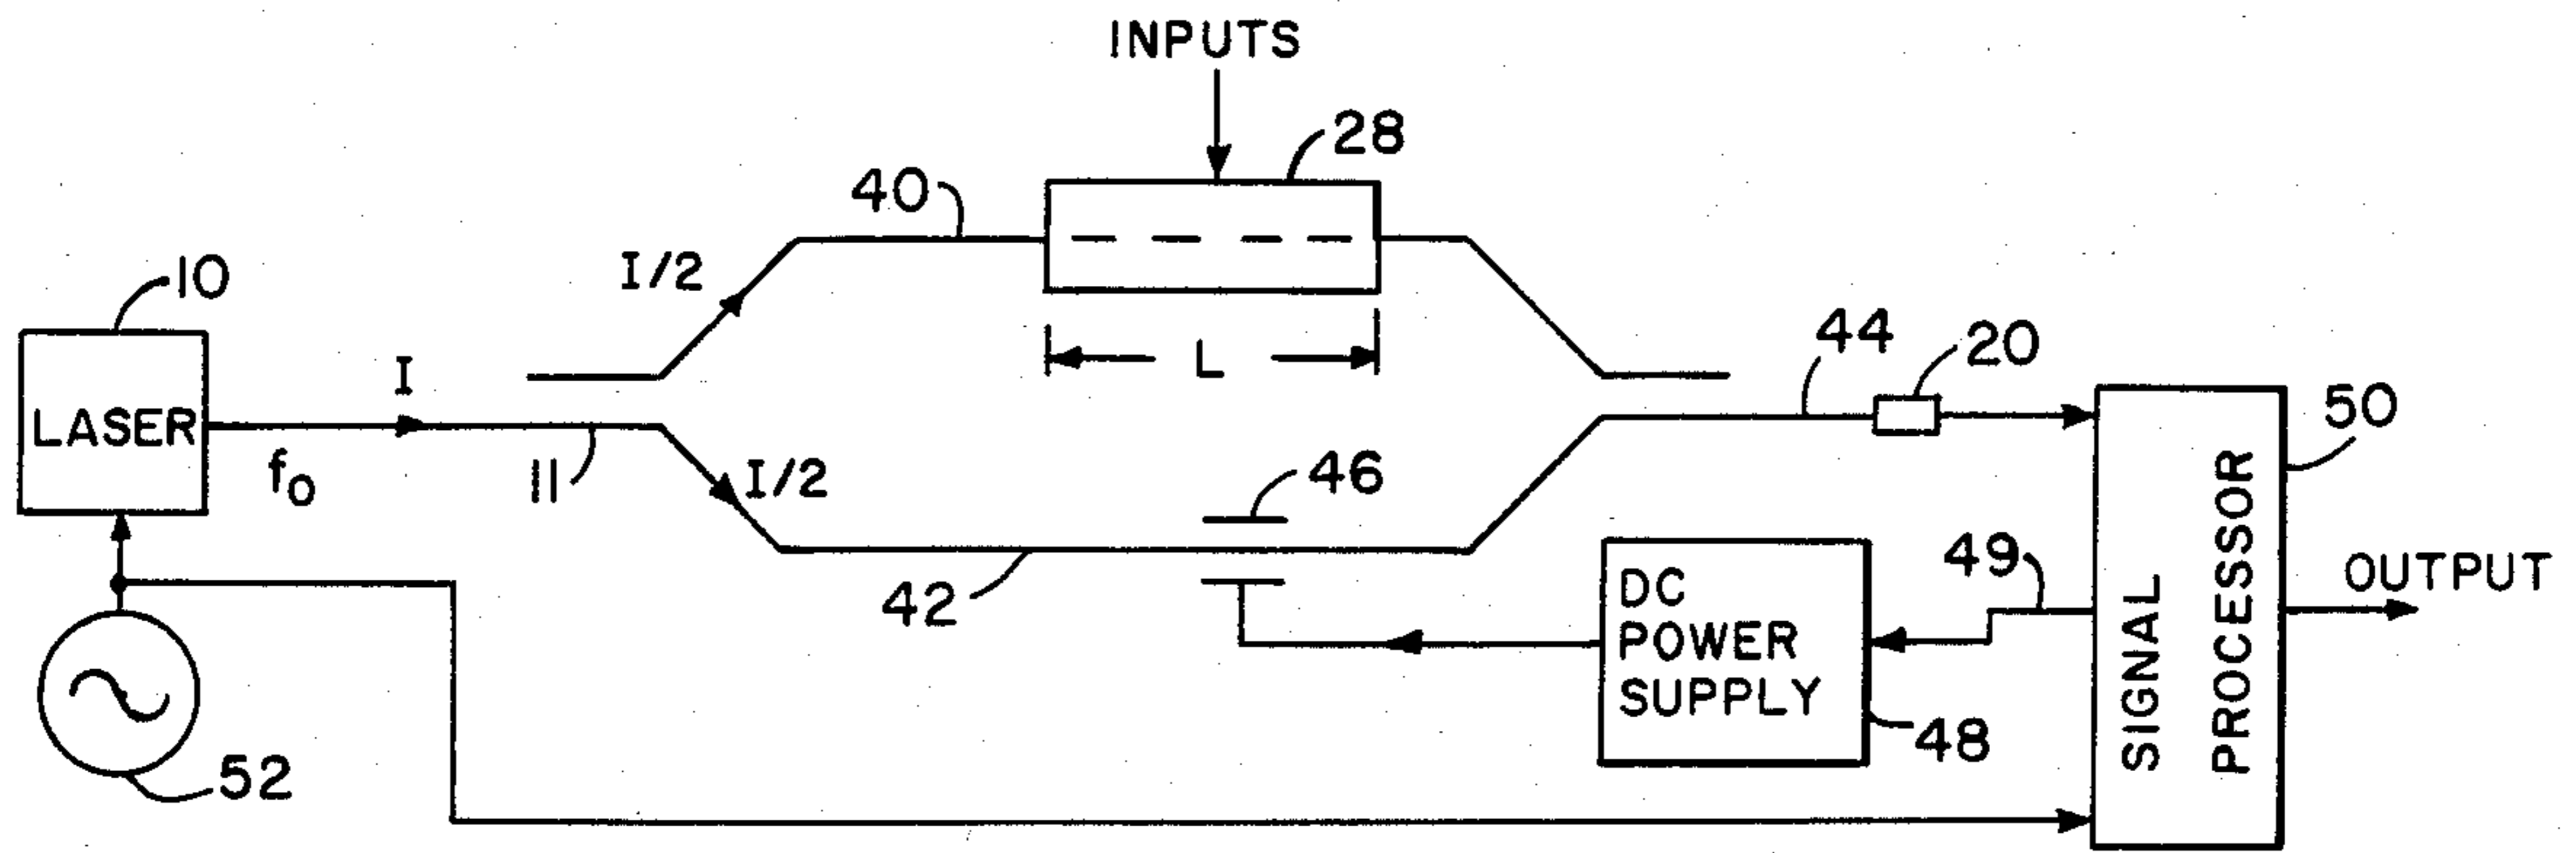 INPUTS
28
40
I/2
10
LASER
I
f₀
11
I/2
L
44
20
50
46
42
DC
POWER
SUPPLY
49
48
SIGNAL
PROCESSOR
OUTPUT
52